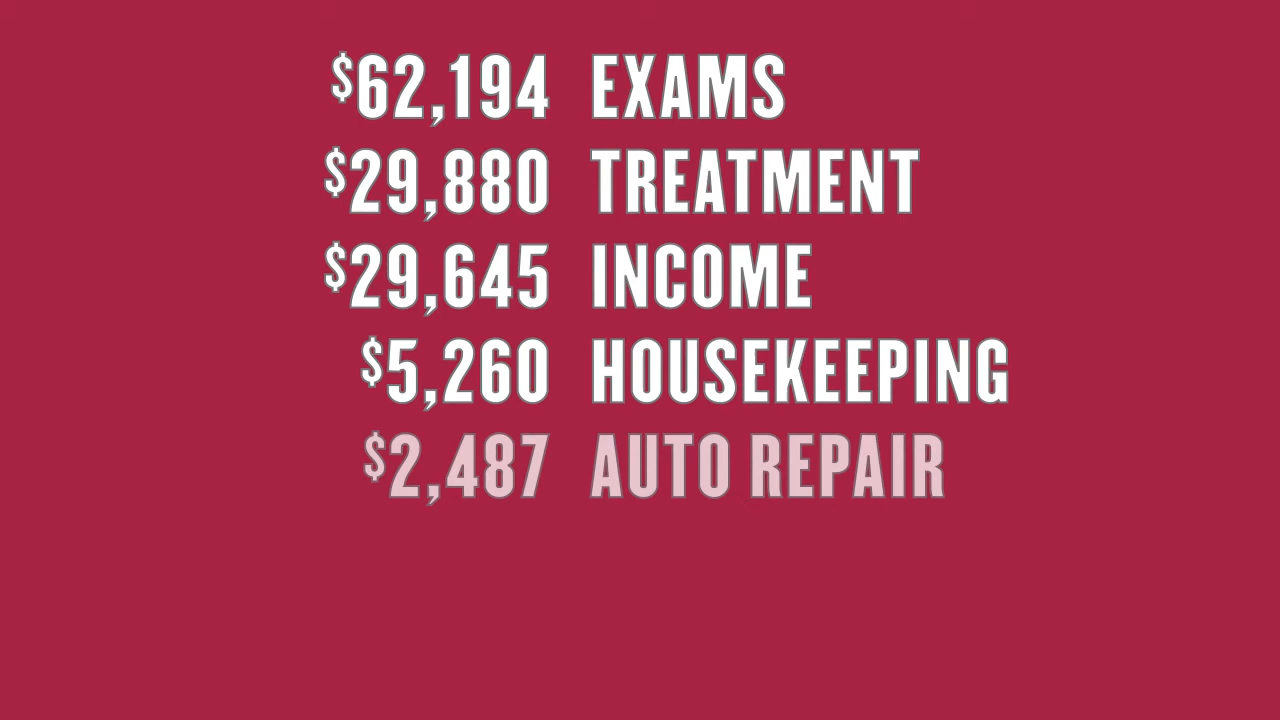 $62,194 EXAMS
$29,880 TREATMENT
$29,645 INCOME
$5,260 HOUSEKEEPING
$2,487 AUTO REPAIR